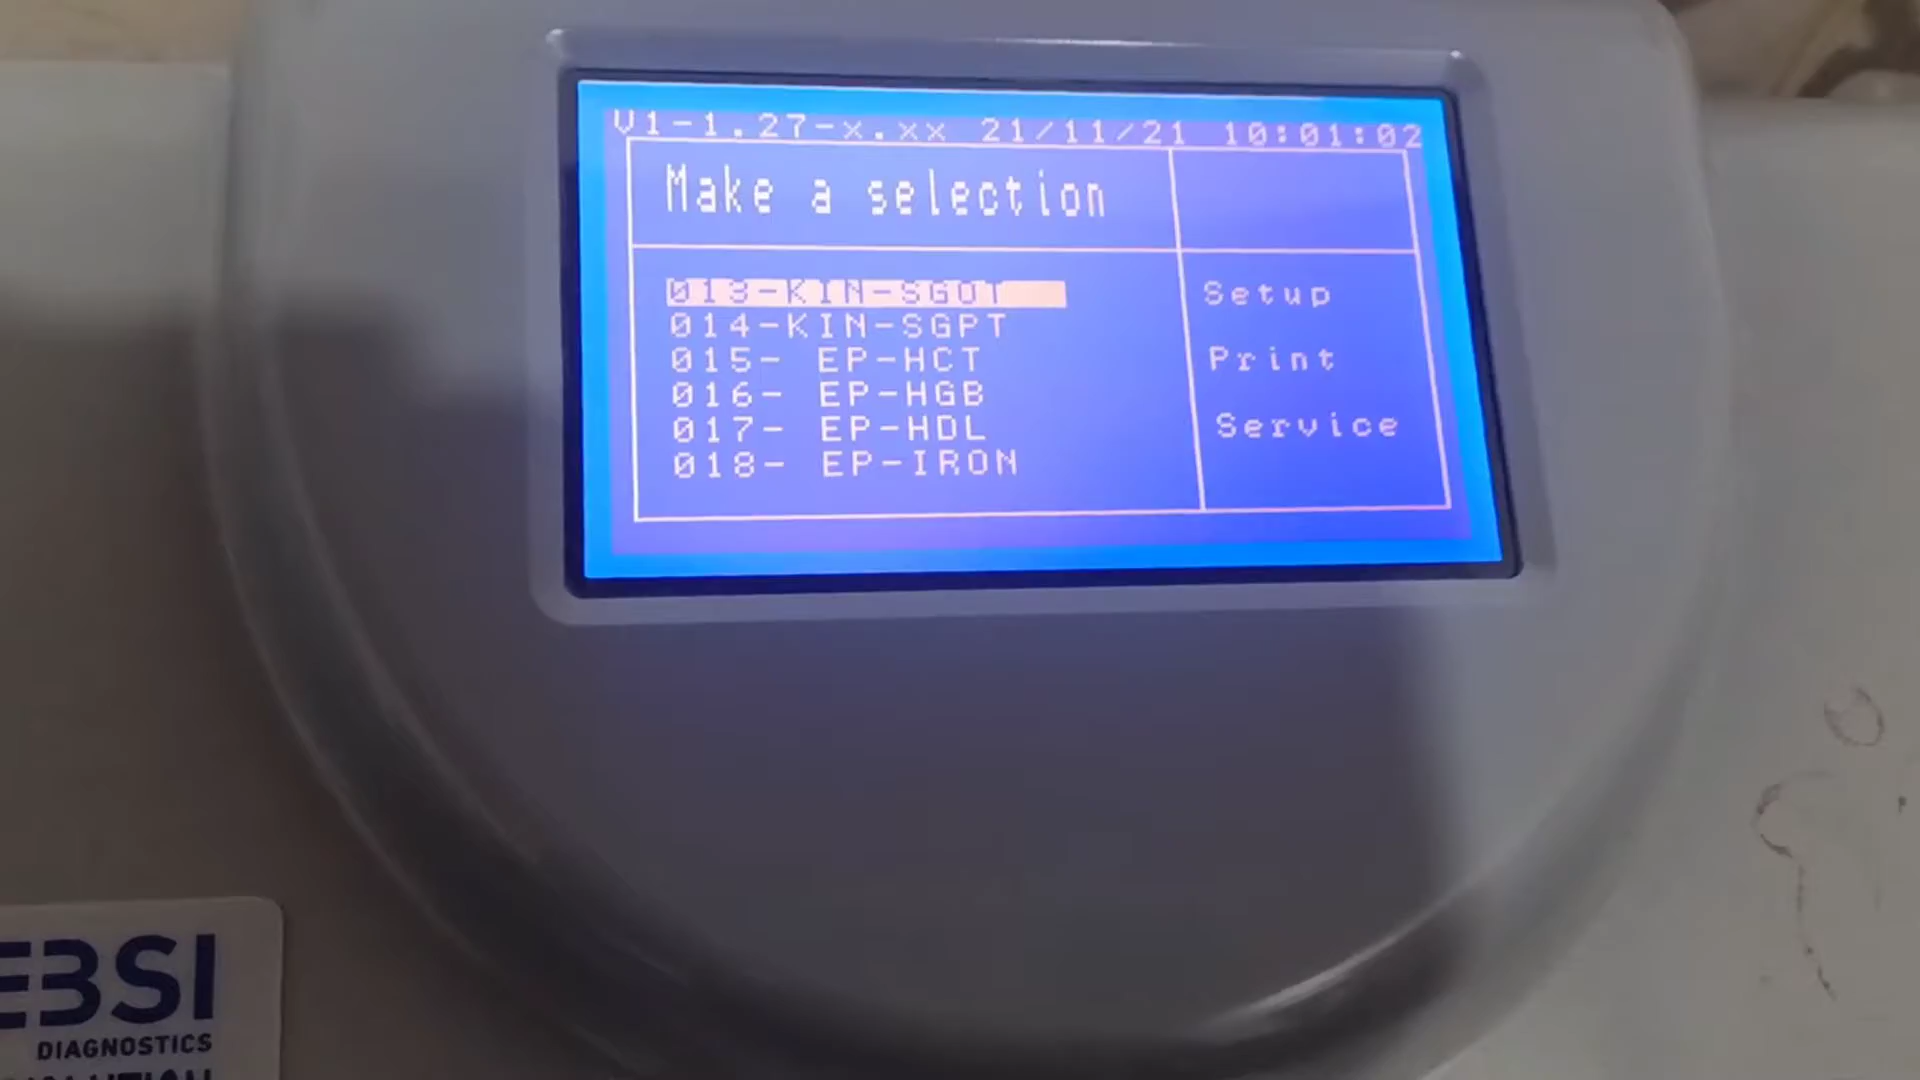 V1-1.27-x.xx 21/11/21 10:01:02
Make a selection
013-KIN-SGOT
014-KIN-SGPT
015- EP-HCT
016- EP-HGB
017- EP-HDL
018- EP-IRON
Setup
Print
Service
EBSI
DIAGNOSTICS